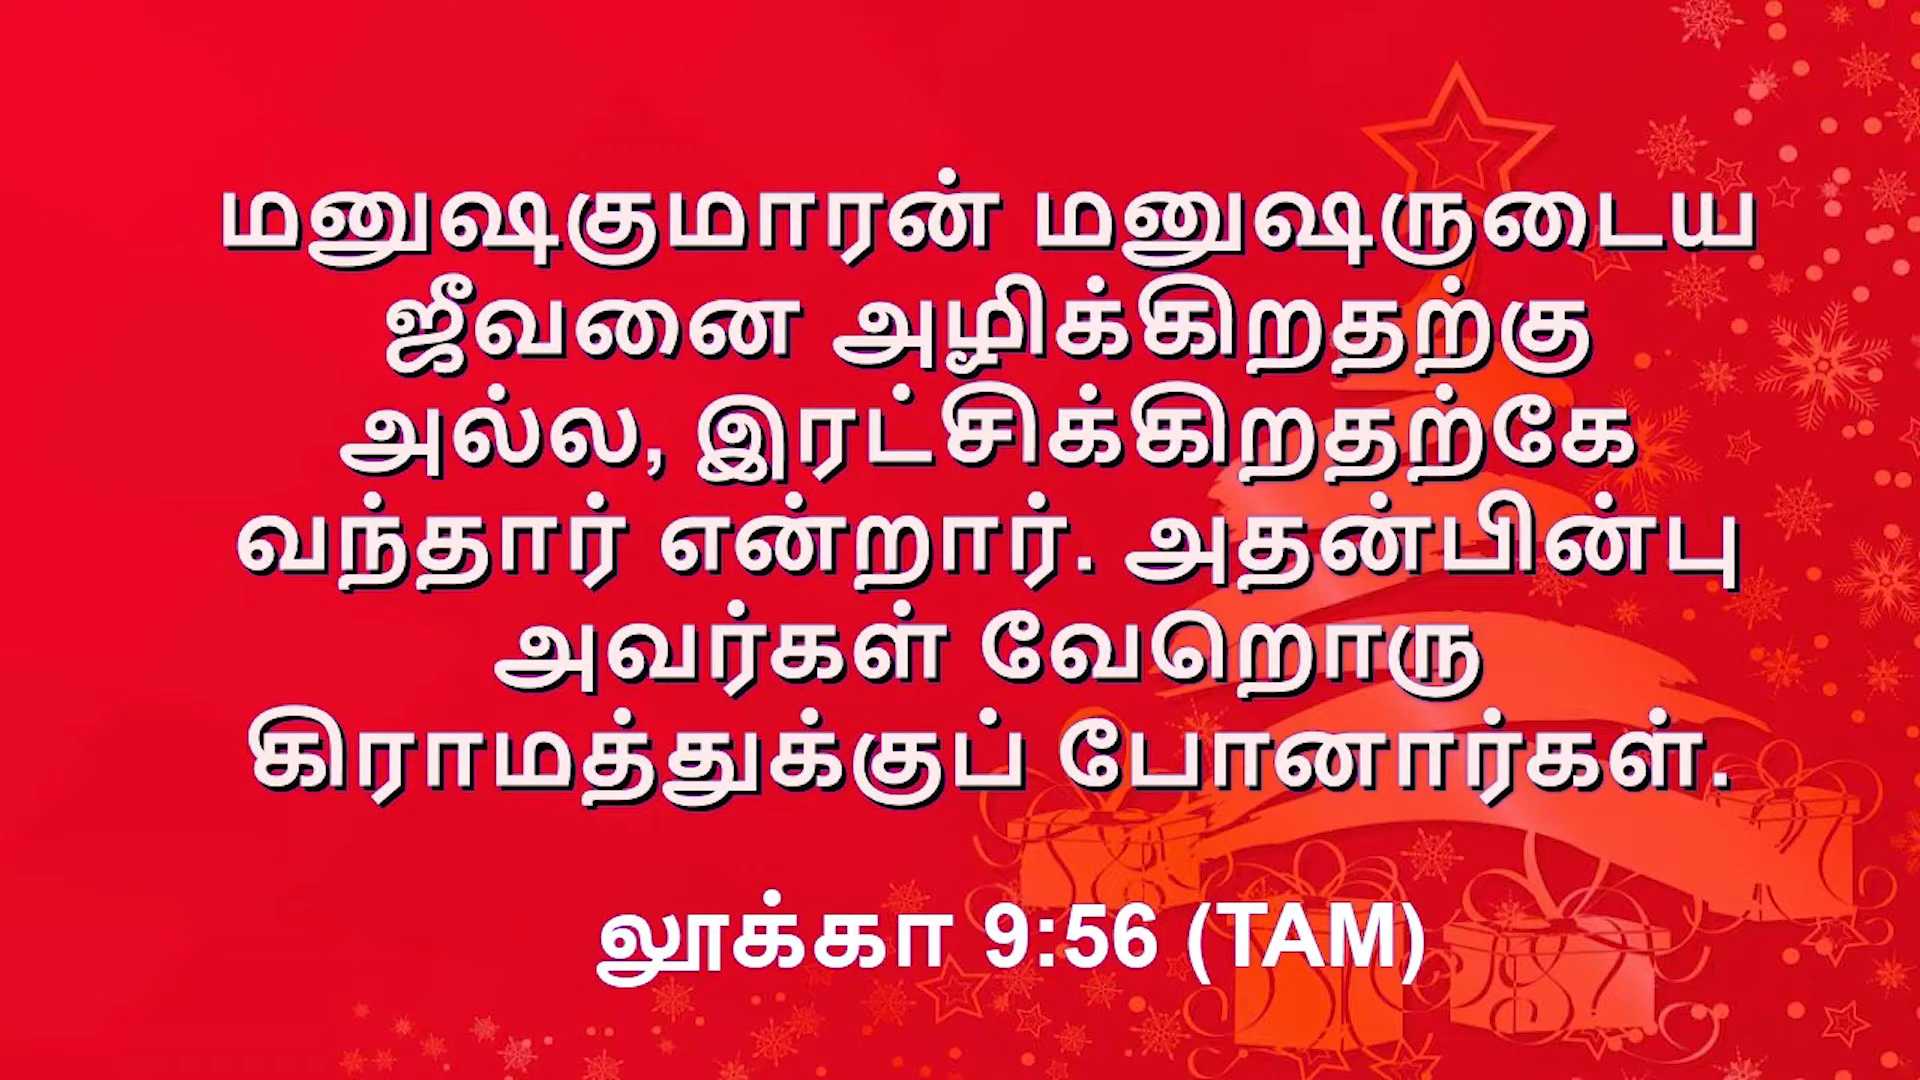 மனுஷகுமாரன் மனுஷருடைய
ஜீவனை அழிக்கிறதற்கு
அல்ல, இரட்சிக்கிறதற்கே
வந்தார் என்றார். அதன்பின்பு
அவர்கள் வேறொரு
கிராமத்துக்குப் போனார்கள்.
லூக்கா 9:56 (TAM)